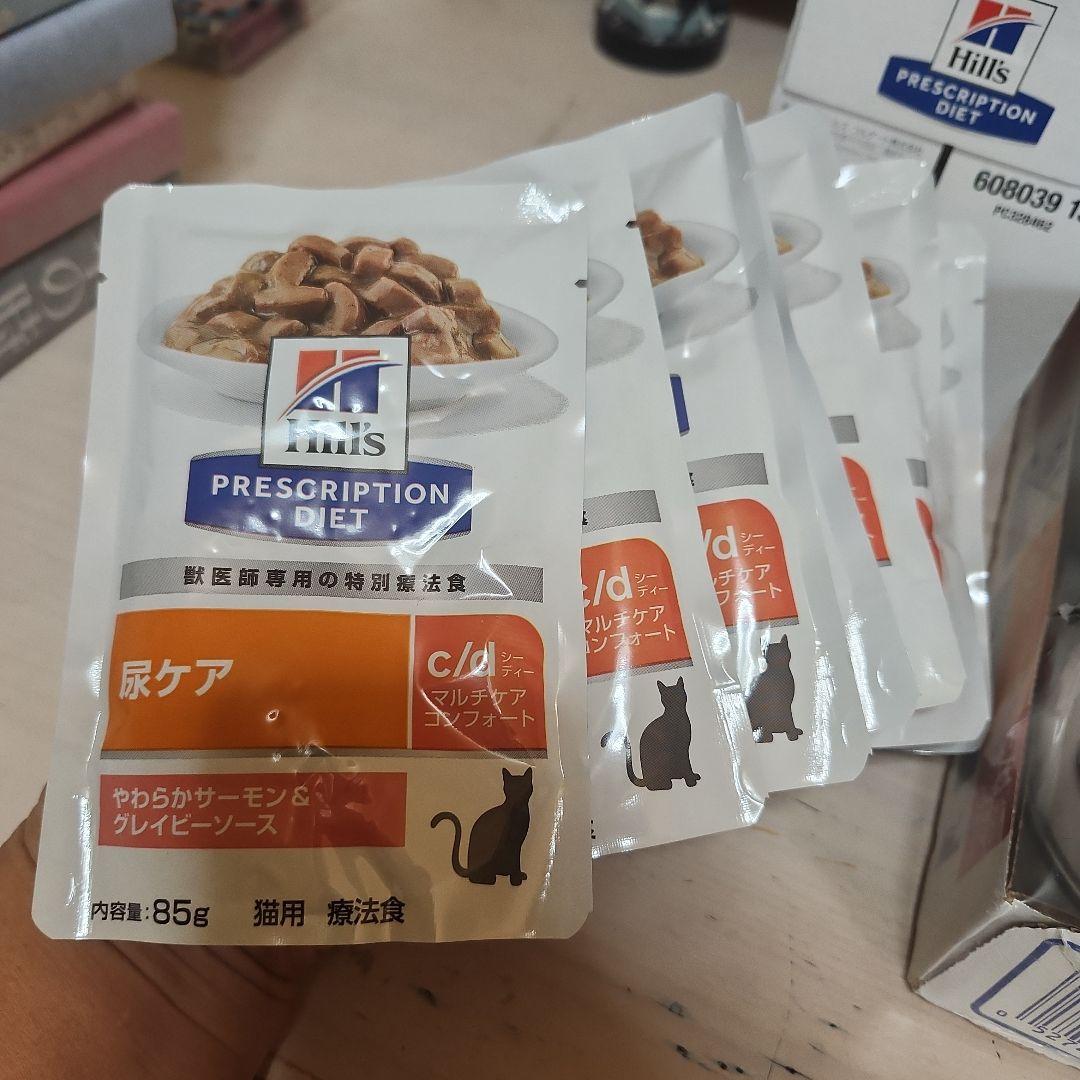 Hill's
PRESCRIPTION
DIET
獣医師専用の特別療法食
尿ケア
c/d シーディー
マルチケア
コンフォート
やわらかサーモン&
グレイビーソース
内容量:85g 猫用 療法食
c/d シーディー
マルチケア
コンフォート
/d シーディー
ルチケア
ンフォート
Hill's
PRESCRIPTION
DIET
608039
PC328462